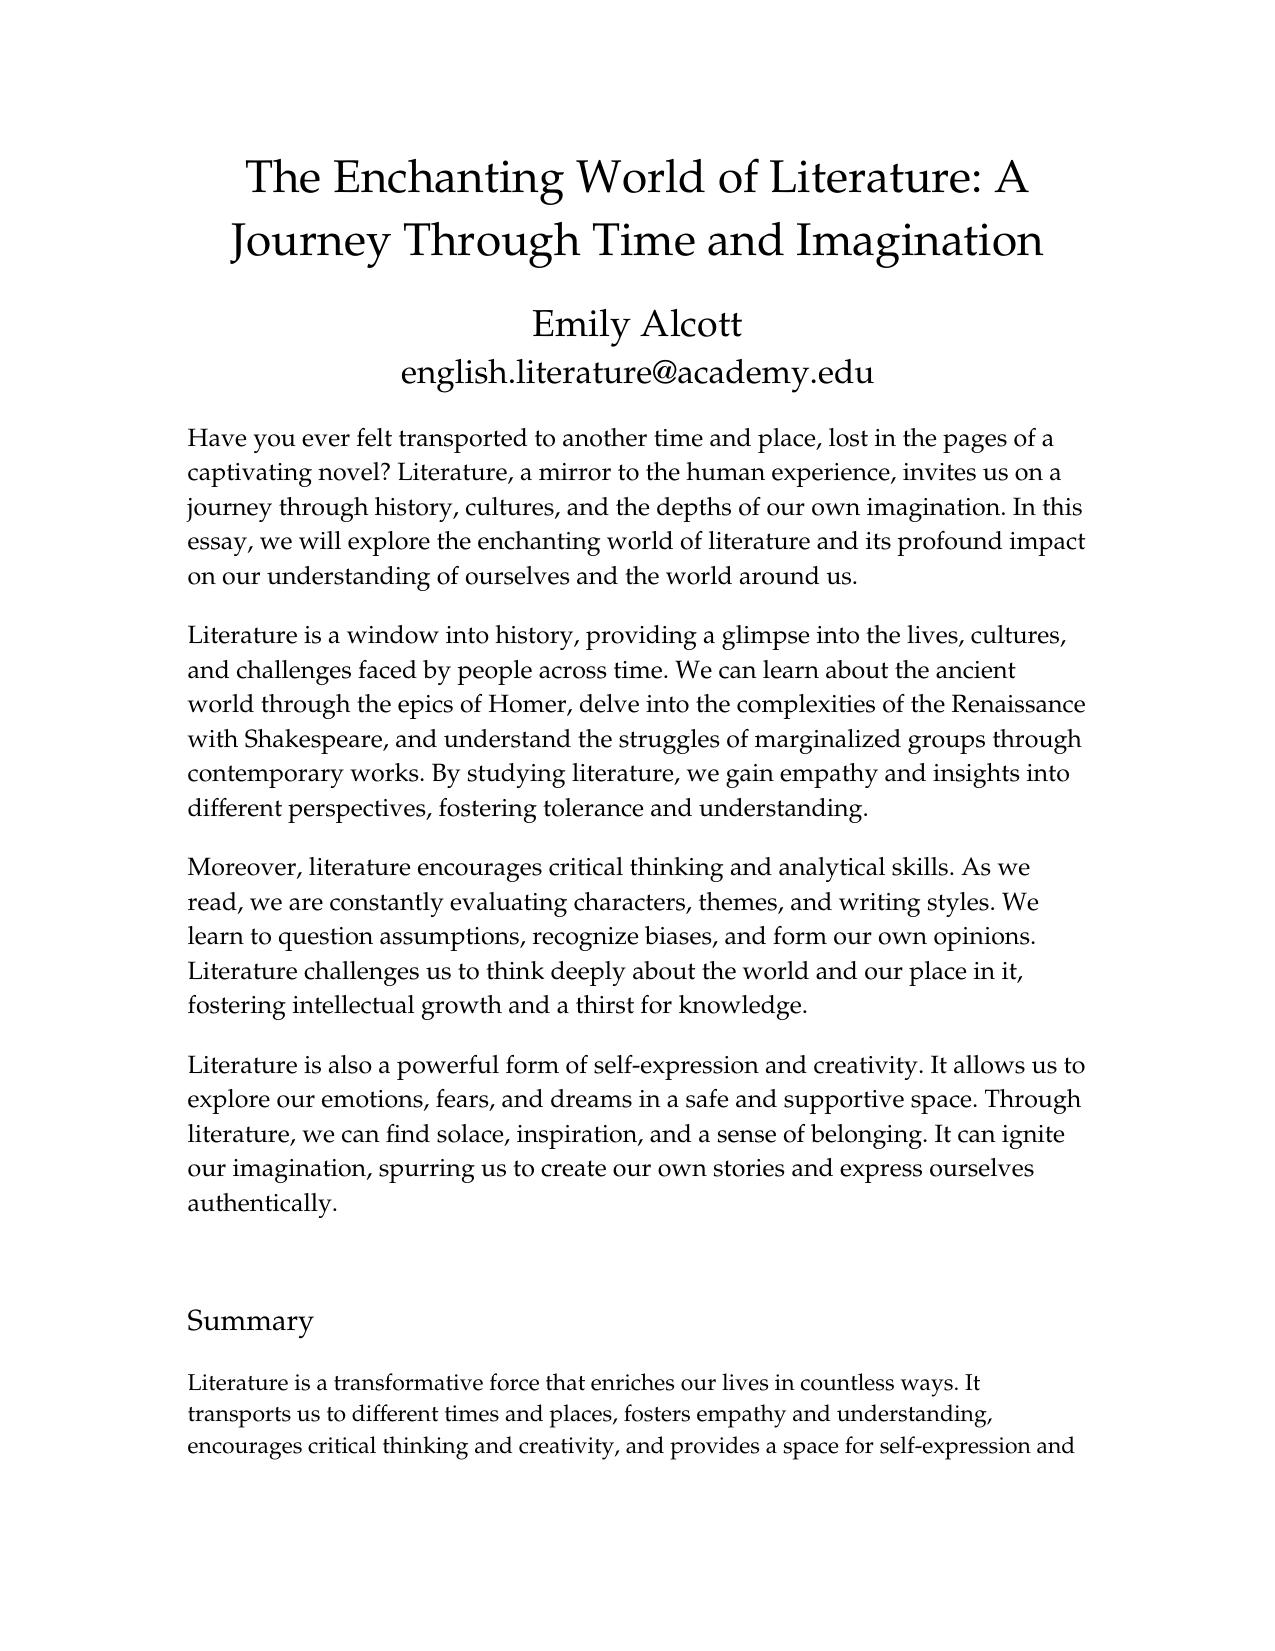 The Enchanting World of Literature: A
Journey Through Time and Imagination
Emily Alcott
english.literature@academy.edu
Have you ever felt transported to another time and place, lost in the pages of a
captivating novel? Literature, a mirror to the human experience, invites us on a
journey through history, cultures, and the depths of our own imagination. In this
essay, we will explore the enchanting world of literature and its profound impact
on our understanding of ourselves and the world around us.
Literature is a window into history, providing a glimpse into the lives, cultures,
and challenges faced by people across time. We can learn about the ancient
world through the epics of Homer, delve into the complexities of the Renaissance
with Shakespeare, and understand the struggles of marginalized groups through
contemporary works. By studying literature, we gain empathy and insights into
different perspectives, fostering tolerance and understanding.
Moreover, literature encourages critical thinking and analytical skills. As we
read, we are constantly evaluating characters, themes, and writing styles. We
learn to question assumptions, recognize biases, and form our own opinions.
Literature challenges us to think deeply about the world and our place in it,
fostering intellectual growth and a thirst for knowledge.
Literature is also a powerful form of self-expression and creativity. It allows us to
explore our emotions, fears, and dreams in a safe and supportive space. Through
literature, we can find solace, inspiration, and a sense of belonging. It can ignite
our imagination, spurring us to create our own stories and express ourselves
authentically.
Summary
Literature is a transformative force that enriches our lives in countless ways. It
transports us to different times and places, fosters empathy and understanding,
encourages critical thinking and creativity, and provides a space for self-expression and